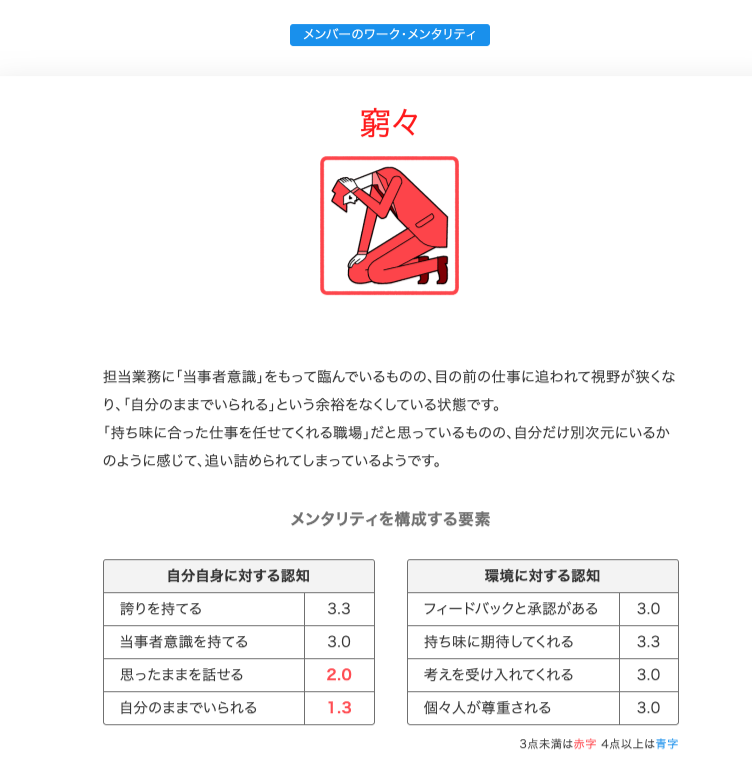 メンバーのワーク･メンタリティ
窮々
担当業務に｢当事者意識｣をもって臨んでいるものの､目の前の仕事に追われて視野が狭くな
り､｢自分のままでいられる｣という余裕をなくしている状態です｡
｢持ち味に合った仕事を任せてくれる職場｣だと思っているものの､自分だけ別次元にいるか
のように感じて､追い詰められてしまっているようです｡
メンタリティを構成する要素
自分自身に対する認知
誇りを持てる 3.3
当事者意識を持てる 3.0
思ったままを話せる 2.0
自分のままでいられる 1.3
環境に対する認知
フィードバックと承認がある 3.0
持ち味に期待してくれる 3.3
考えを受け入れてくれる 3.0
個々人が尊重される 3.0
3点未満は赤字 4点以上は青字